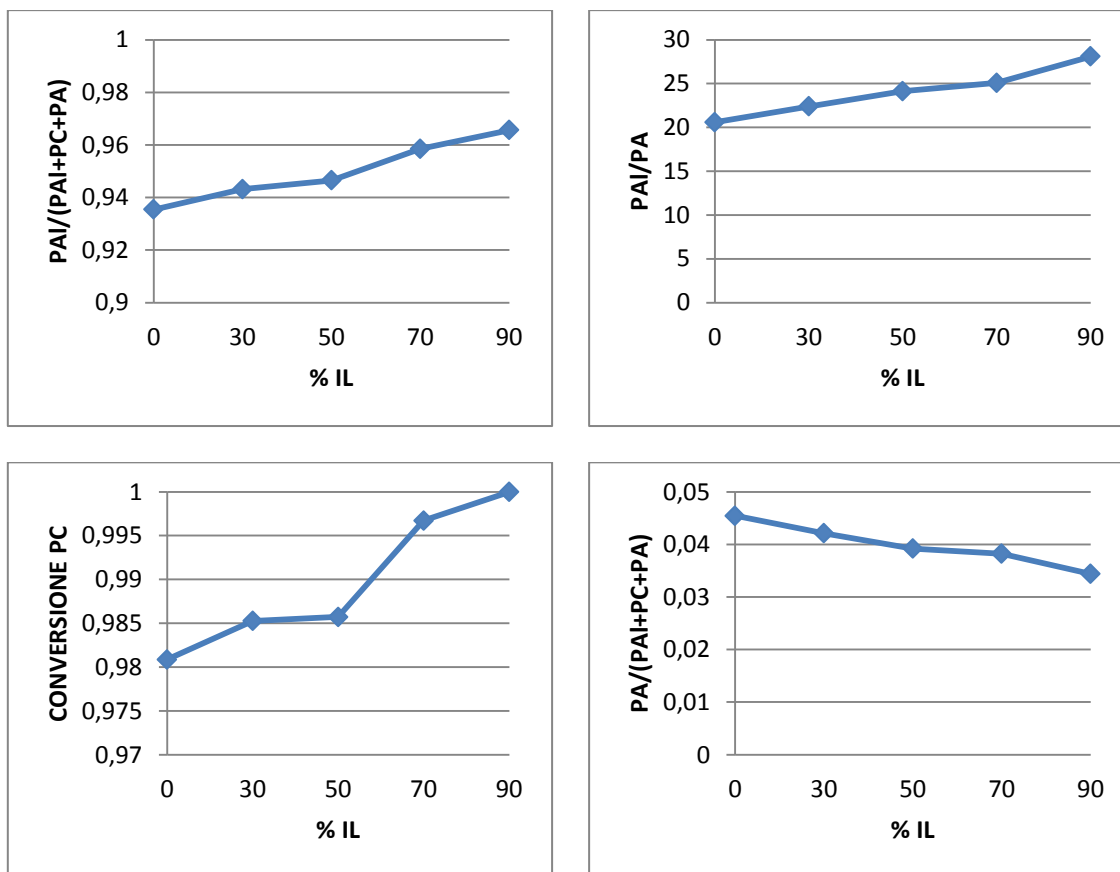 PAI/(PAI+PC+PA)
1
0,98
0,96
0,94
0,92
0,9
0 30 50 70 90
% IL
PAI/PA
30
25
20
15
10
5
0
0 30 50 70 90
% IL
CONVERSIONE PC
1
0,995
0,99
0,985
0,98
0,975
0,97
0 30 50 70 90
% IL
PA/(PAI+PC+PA)
0,05
0,04
0,03
0,02
0,01
0
0 30 50 70 90
% IL